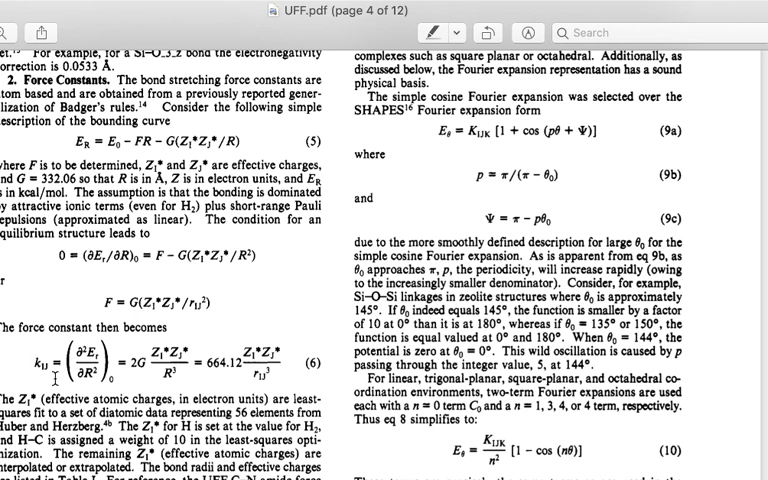 UFF.pdf (page 4 of 12)
Search
et.¹⁵ For example, for a Si–O_3_z bond the electronegativity
orrection is 0.0533 Å.
2. Force Constants. The bond stretching force constants are
tom based and are obtained from a previously reported gener-
lization of Badger's rules.¹⁴ Consider the following simple
escription of the bounding curve
E_R = E_0 − FR − G(Z_I*Z_J*/R) (5)
where F is to be determined, Z_I* and Z_J* are effective charges,
nd G = 332.06 so that R is in Å, Z is in electron units, and E_R
s in kcal/mol. The assumption is that the bonding is dominated
y attractive ionic terms (even for H₂) plus short-range Pauli
epulsions (approximated as linear). The condition for an
quilibrium structure leads to
0 = (∂E_r/∂R)_0 = F − G(Z_I*Z_J*/R²)
r
F = G(Z_I*Z_J*/r_IJ²)
The force constant then becomes
k_IJ = (∂²E_r/∂R²)_0 = 2G Z_I*Z_J*/R³ = 664.12 Z_I*Z_J*/r_IJ³ (6)
The Z_I* (effective atomic charges, in electron units) are least-
quares fit to a set of diatomic data representing 56 elements from
Huber and Herzberg.⁴ᵇ The Z_I* for H is set at the value for H₂,
nd H–C is assigned a weight of 10 in the least-squares opti-
nization. The remaining Z_I* (effective atomic charges) are
nterpolated or extrapolated. The bond radii and effective charges
complexes such as square planar or octahedral. Additionally, as
discussed below, the Fourier expansion representation has a sound
physical basis.
The simple cosine Fourier expansion was selected over the
SHAPES¹⁶ Fourier expansion form
E_θ = K_IJK [1 + cos (pθ + Ψ)] (9a)
where
p = π/(π − θ_0) (9b)
and
Ψ = π − pθ_0 (9c)
due to the more smoothly defined description for large θ_0 for the
simple cosine Fourier expansion. As is apparent from eq 9b, as
θ_0 approaches π, p, the periodicity, will increase rapidly (owing
to the increasingly smaller denominator). Consider, for example,
Si–O–Si linkages in zeolite structures where θ_0 is approximately
145°. If θ_0 indeed equals 145°, the function is smaller by a factor
of 10 at 0° than it is at 180°, whereas if θ_0 = 135° or 150°, the
function is equal valued at 0° and 180°. When θ_0 = 144°, the
potential is zero at θ_0 = 0°. This wild oscillation is caused by p
passing through the integer value, 5, at 144°.
For linear, trigonal-planar, square-planar, and octahedral co-
ordination environments, two-term Fourier expansions are used
each with a n = 0 term C_0 and a n = 1, 3, 4, or 4 term, respectively.
Thus eq 8 simplifies to:
E_θ = K_IJK/n² [1 − cos (nθ)] (10)